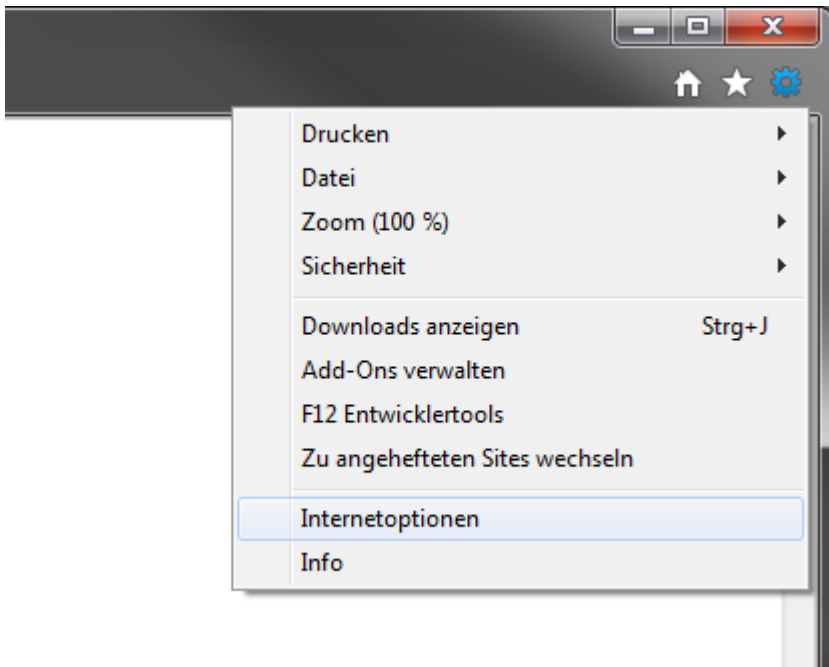 Drucken
Datei
Zoom (100 %)
Sicherheit
Downloads anzeigen Strg+J
Add-Ons verwalten
F12 Entwicklertools
Zu angehefteten Sites wechseln
Internetoptionen
Info